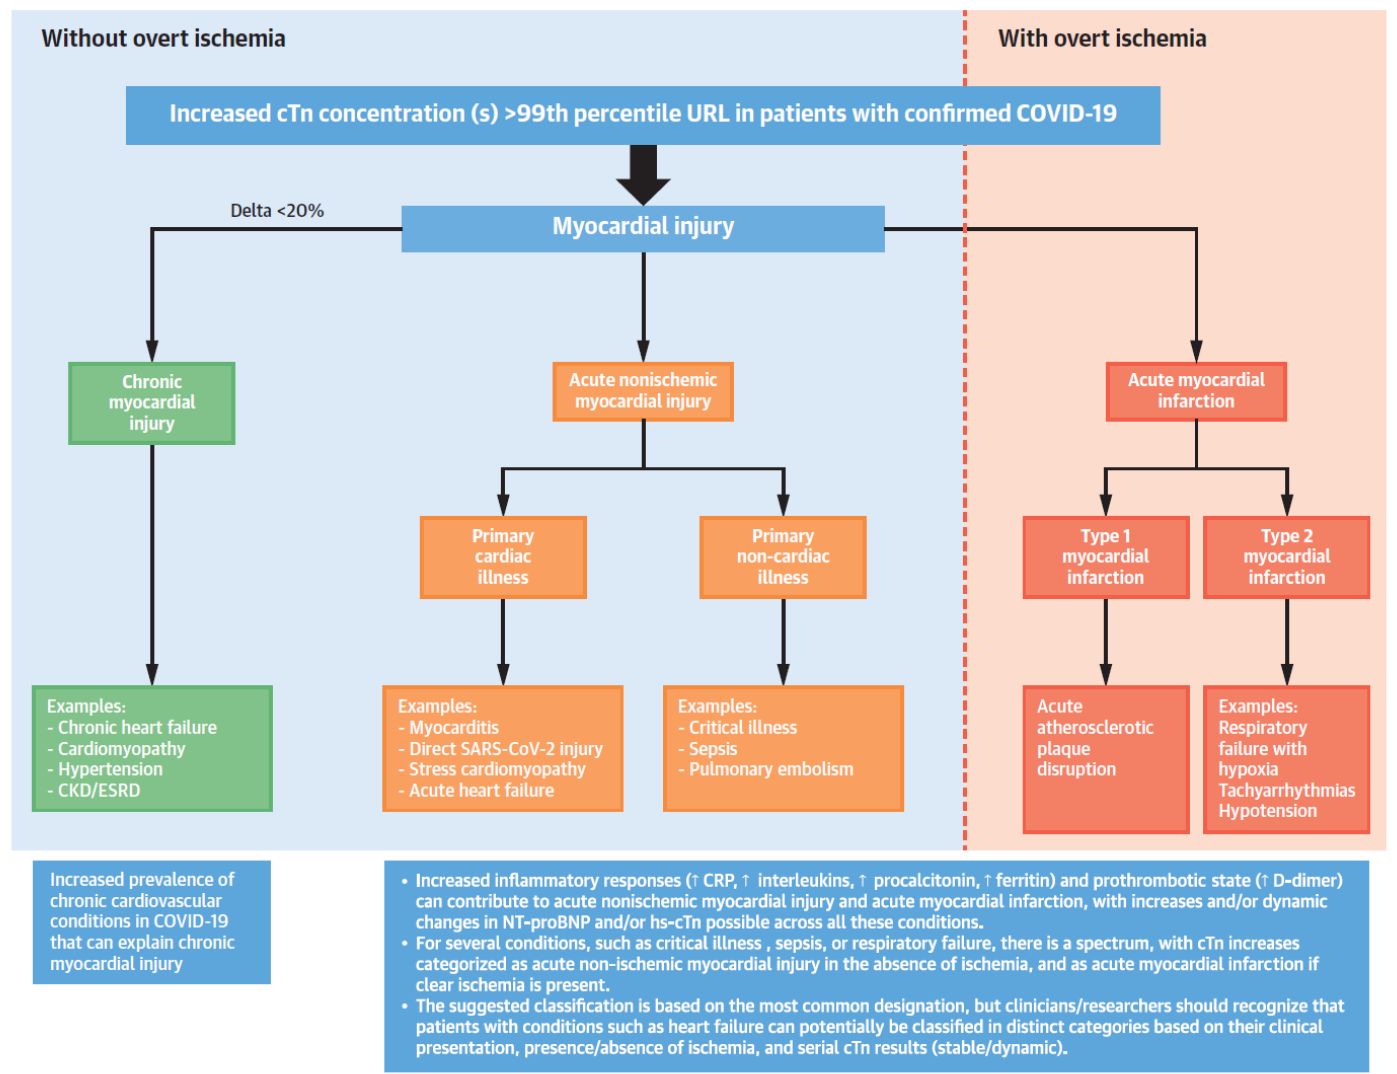 Without overt ischemia
With overt ischemia
Increased cTn concentration (s) >99th percentile URL in patients with confirmed COVID-19
Delta <20%
Myocardial injury
Chronic
myocardial
injury
Acute nonischemic
myocardial injury
Acute myocardial
infarction
Primary
cardiac
illness
Primary
non-cardiac
illness
Type 1
myocardial
infarction
Type 2
myocardial
infarction
Examples:
- Chronic heart failure
- Cardiomyopathy
- Hypertension
- CKD/ESRD
Examples:
- Myocarditis
- Direct SARS-CoV-2 injury
- Stress cardiomyopathy
- Acute heart failure
Examples:
- Critical illness
- Sepsis
- Pulmonary embolism
Acute
atherosclerotic
plaque
disruption
Examples:
Respiratory
failure with
hypoxia
Tachyarrhythmias
Hypotension
Increased prevalence of
chronic cardiovascular
conditions in COVID-19
that can explain chronic
myocardial injury
• Increased inflammatory responses (↑ CRP, ↑ interleukins, ↑ procalcitonin, ↑ ferritin) and prothrombotic state (↑ D-dimer)
can contribute to acute nonischemic myocardial injury and acute myocardial infarction, with increases and/or dynamic
changes in NT-proBNP and/or hs-cTn possible across all these conditions.
• For several conditions, such as critical illness , sepsis, or respiratory failure, there is a spectrum, with cTn increases
categorized as acute non-ischemic myocardial injury in the absence of ischemia, and as acute myocardial infarction if
clear ischemia is present.
• The suggested classification is based on the most common designation, but clinicians/researchers should recognize that
patients with conditions such as heart failure can potentially be classified in distinct categories based on their clinical
presentation, presence/absence of ischemia, and serial cTn results (stable/dynamic).